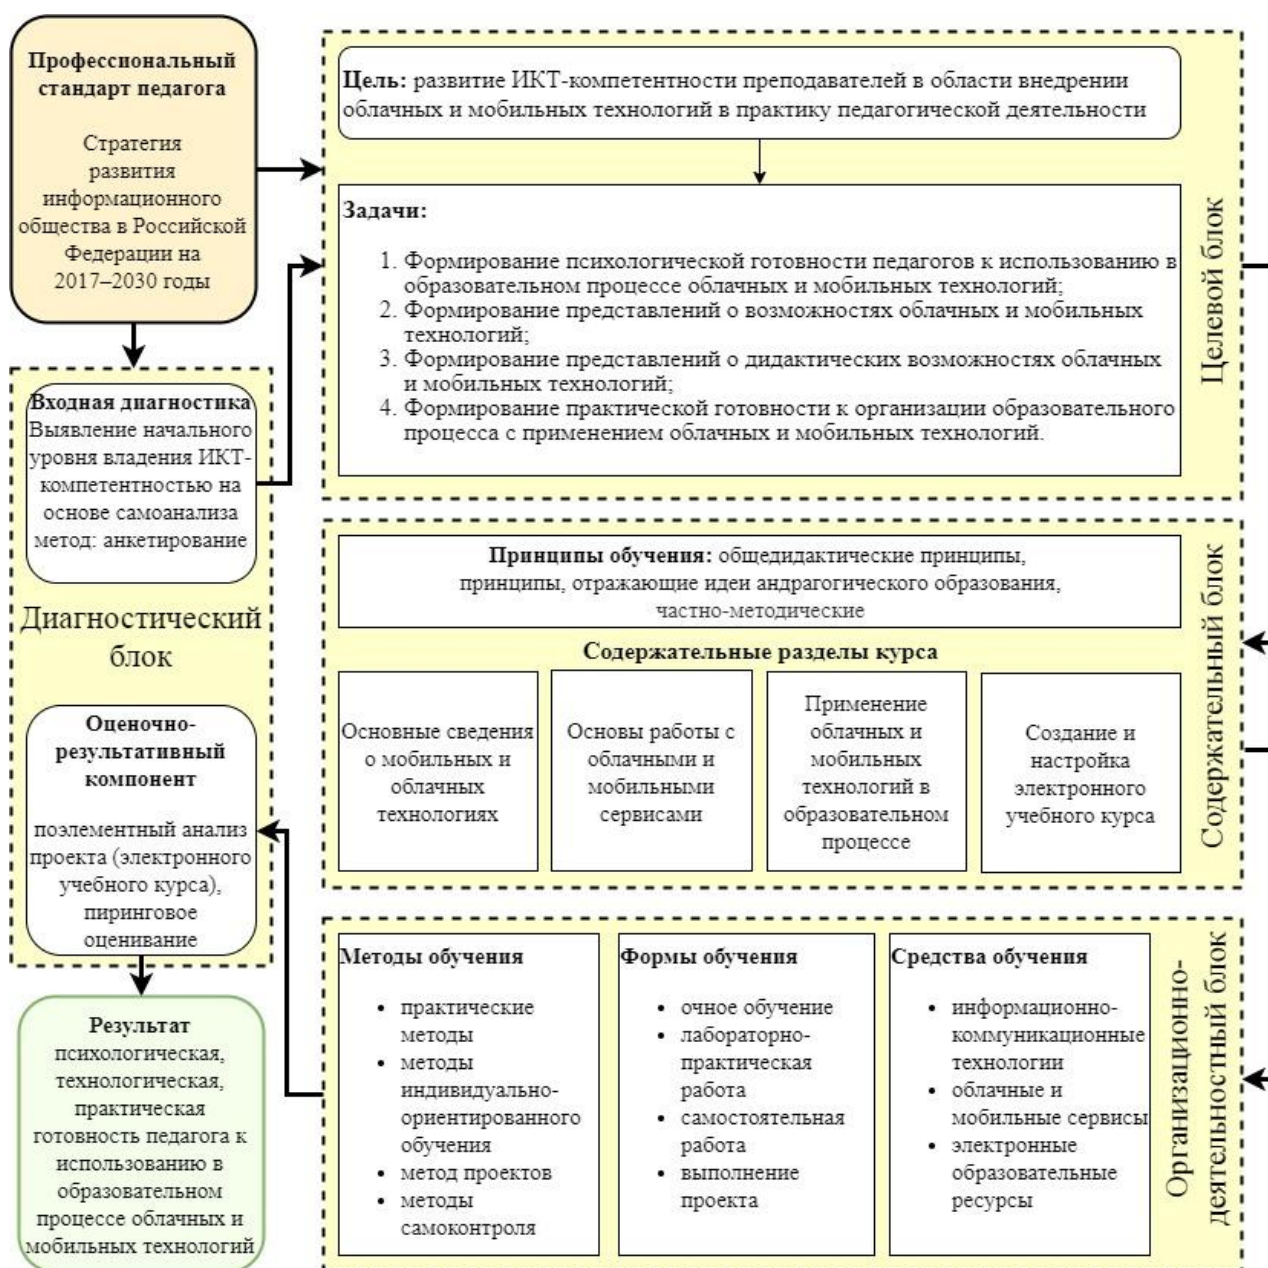 Профессиональный
стандарт педагога
Стратегия
развития
информационного
общества в Российской
Федерации на
2017–2030 годы
Цель: развитие ИКТ-компетентности преподавателей в области внедрении
облачных и мобильных технологий в практику педагогической деятельности
Задачи:
1. Формирование психологической готовности педагогов к использованию в
образовательном процессе облачных и мобильных технологий;
2. Формирование представлений о возможностях облачных и мобильных
технологий;
3. Формирование представлений о дидактических возможностях облачных
и мобильных технологий;
4. Формирование практической готовности к организации образовательного
процесса с применением облачных и мобильных технологий.
Целевой блок
Входная диагностика
Выявление начального
уровня владения ИКТ-
компетентностью на
основе самоанализа
метод: анкетирование
Диагностический
блок
Оценочно-
результативный
компонент
поэлементный анализ
проекта (электронного
учебного курса),
пиринговое
оценивание
Принципы обучения: общедидактические принципы,
принципы, отражающие идеи андрагогического образования,
частно-методические
Содержательные разделы курса
Основные сведения
о мобильных и
облачных
технологиях
Основы работы с
облачными и
мобильными
сервисами
Применение
облачных и
мобильных
технологий в
образовательном
процессе
Создание и
настройка
электронного
учебного курса
Содержательный блок
Методы обучения
• практические
методы
• методы
индивидуально-
ориентированного
обучения
• метод проектов
• методы
самоконтроля
Формы обучения
• очное обучение
• лабораторно-
практическая
работа
• самостоятельная
работа
• выполнение
проекта
Средства обучения
• информационно-
коммуникационные
технологии
• облачные и
мобильные сервисы
• электронные
образовательные
ресурсы
Организационно-
деятельностный блок
Результат
психологическая,
технологическая,
практическая
готовность педагога к
использованию в
образовательном
процессе облачных и
мобильных технологий